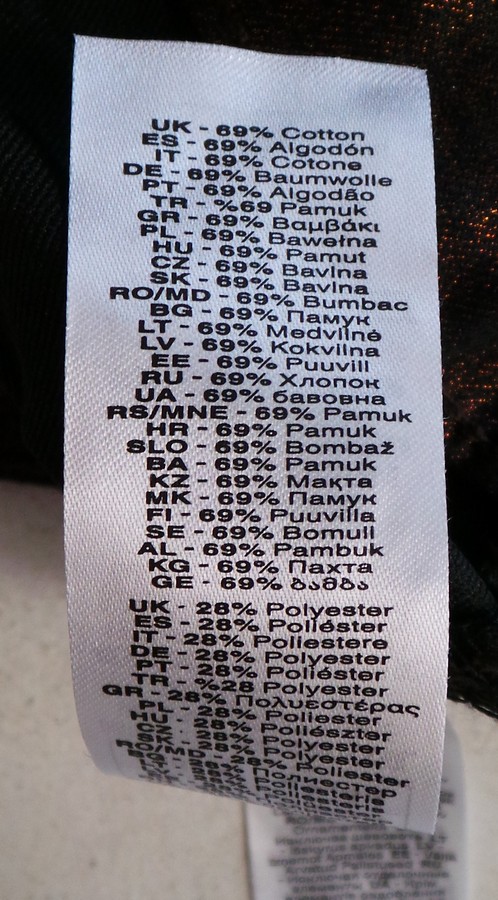 UK - 69% Cotton
ES - 69% Algodón
IT - 69% Cotone
DE - 69% Baumwolle
PT - 69% Algodão
TR - %69 Pamuk
GR - 69% Βαμβάκι
PL - 69% Bawełna
HU - 69% Pamut
CZ - 69% Bavlna
SK - 69% Bavlna
RO/MD - 69% Bumbac
BG - 69% Памук
LT - 69% Medvilnė
LV - 69% Kokvilna
EE - 69% Puuvill
RU - 69% Хлопок
UA - 69% бавовна
RS/MNE - 69% Pamuk
HR - 69% Pamuk
SLO - 69% Bombaž
BA - 69% Pamuk
KZ - 69% Мақта
MK - 69% Памук
FI - 69% Puuvilla
SE - 69% Bomull
AL - 69% Pambuk
KG - 69% Пахта
GE - 69% ბამბა
UK - 28% Polyester
ES - 28% Poliéster
IT - 28% Poliestere
DE - 28% Polyester
PT - 28% Poliéster
TR - %28 Polyester
GR - 28% Πολυεστέρας
PL - 28% Poliester
HU - 28% Poliészter
28% Polyester
28% Polyester
RO/MD - 28% Poliester
28% Полиестер
28% Poliesteris
Poliesteris
Polüester